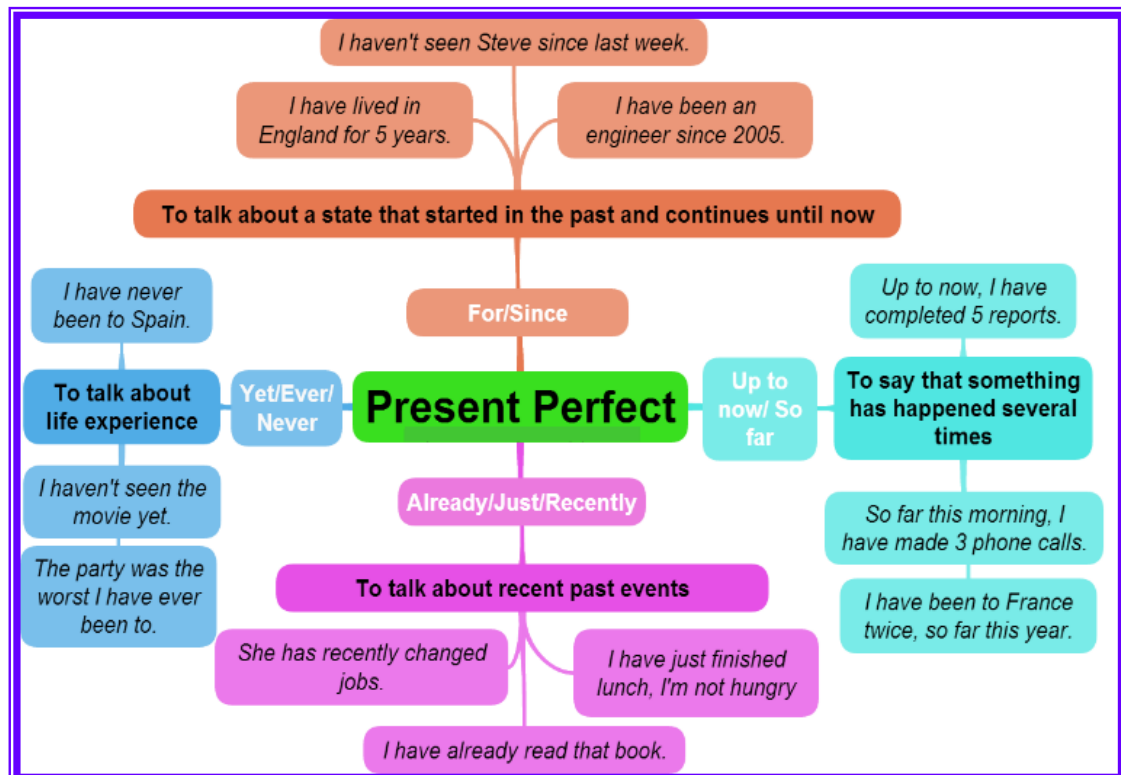 I haven't seen Steve since last week.
I have lived in
England for 5 years.
I have been an
engineer since 2005.
To talk about a state that started in the past and continues until now
For/Since
I have never
been to Spain.
To talk about
life experience
Yet/Ever/
Never
I haven't seen the
movie yet.
The party was the
worst I have ever
been to.
Present Perfect
Up to
now/ So
far
To say that something
has happened several
times
Up to now, I have
completed 5 reports.
So far this morning, I
have made 3 phone calls.
I have been to France
twice, so far this year.
Already/Just/Recently
To talk about recent past events
She has recently changed
jobs.
I have just finished
lunch, I'm not hungry
I have already read that book.